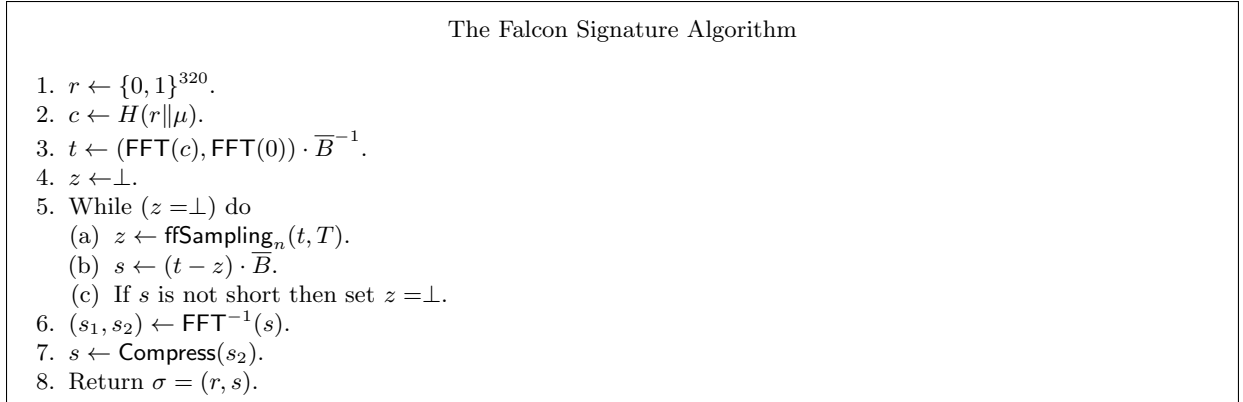 The Falcon Signature Algorithm
1. r ← {0, 1}³²⁰.
2. c ← H(r‖μ).
3. t ← (FFT(c), FFT(0)) · B̅⁻¹.
4. z ←⊥.
5. While (z =⊥) do
(a) z ← ffSamplingₙ(t, T).
(b) s ← (t − z) · B̅.
(c) If s is not short then set z =⊥.
6. (s₁, s₂) ← FFT⁻¹(s).
7. s ← Compress(s₂).
8. Return σ = (r, s).